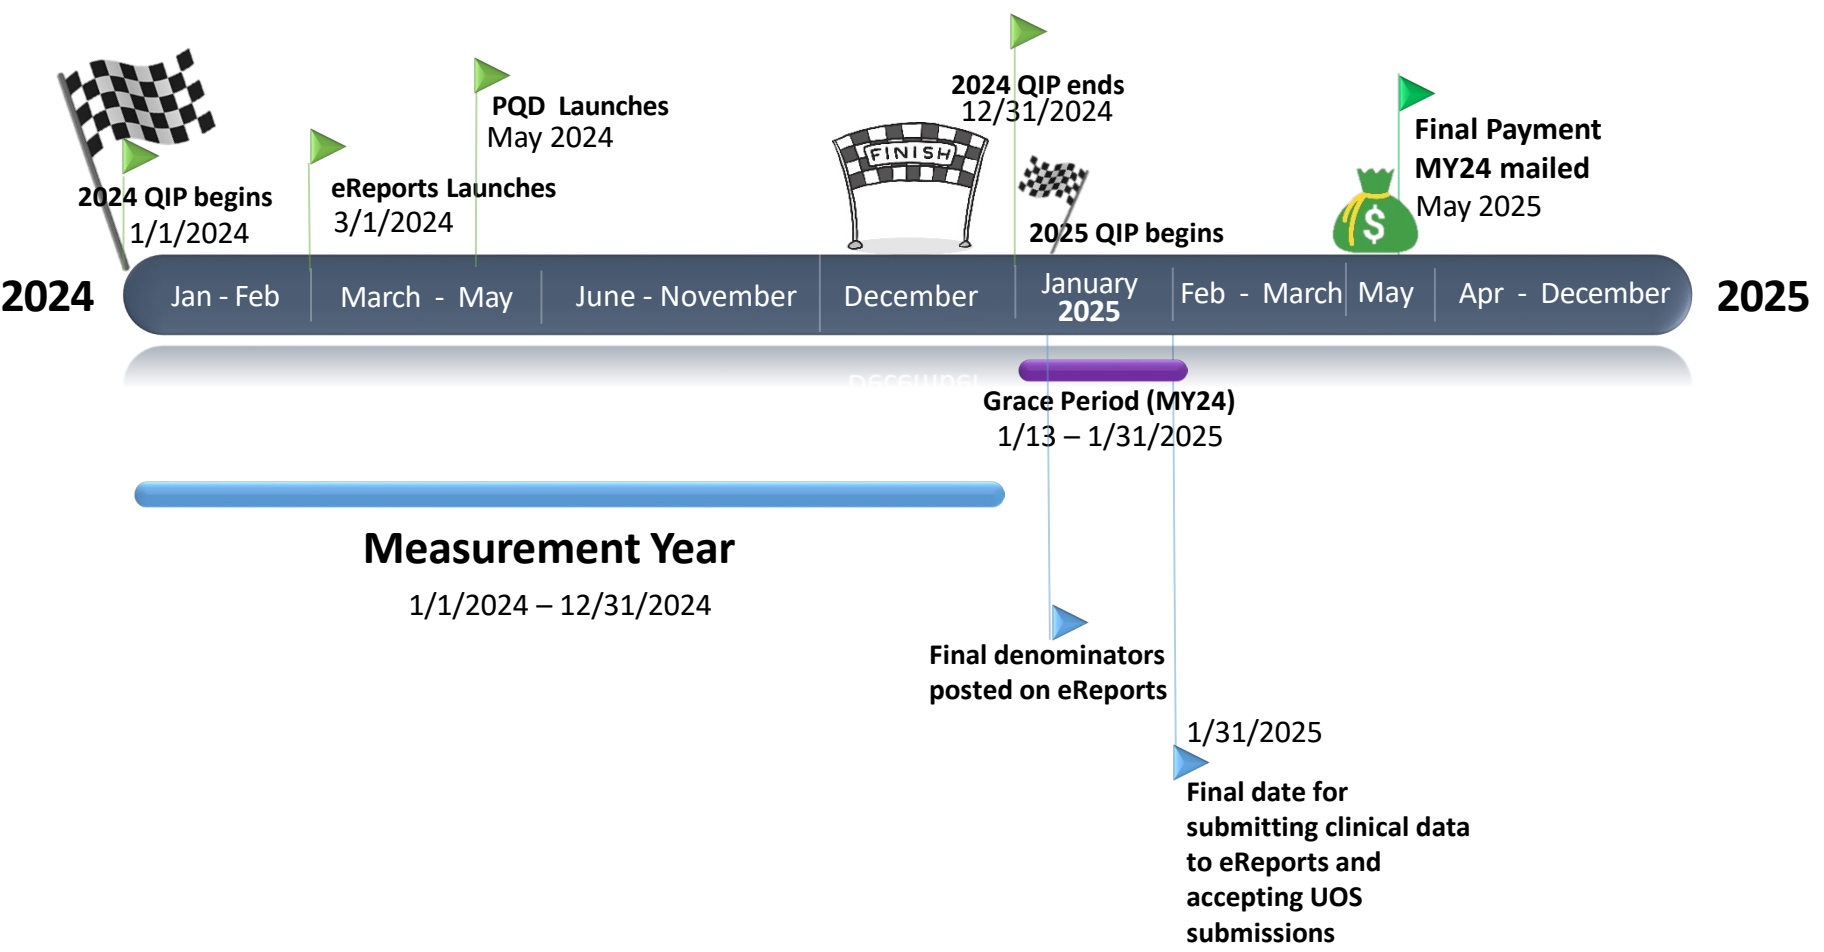 2024 QIP begins
1/1/2024
eReports Launches
3/1/2024
PQD Launches
May 2024
FINISH
2024 QIP ends
12/31/2024
2025 QIP begins
$
Final Payment
MY24 mailed
May 2025
2024
Jan - Feb
March - May
June - November
December
January
2025
Feb - March
May
Apr - December
2025
Grace Period (MY24)
1/13 – 1/31/2025
Measurement Year
1/1/2024 – 12/31/2024
Final denominators
posted on eReports
1/31/2025
Final date for
submitting clinical data
to eReports and
accepting UOS
submissions